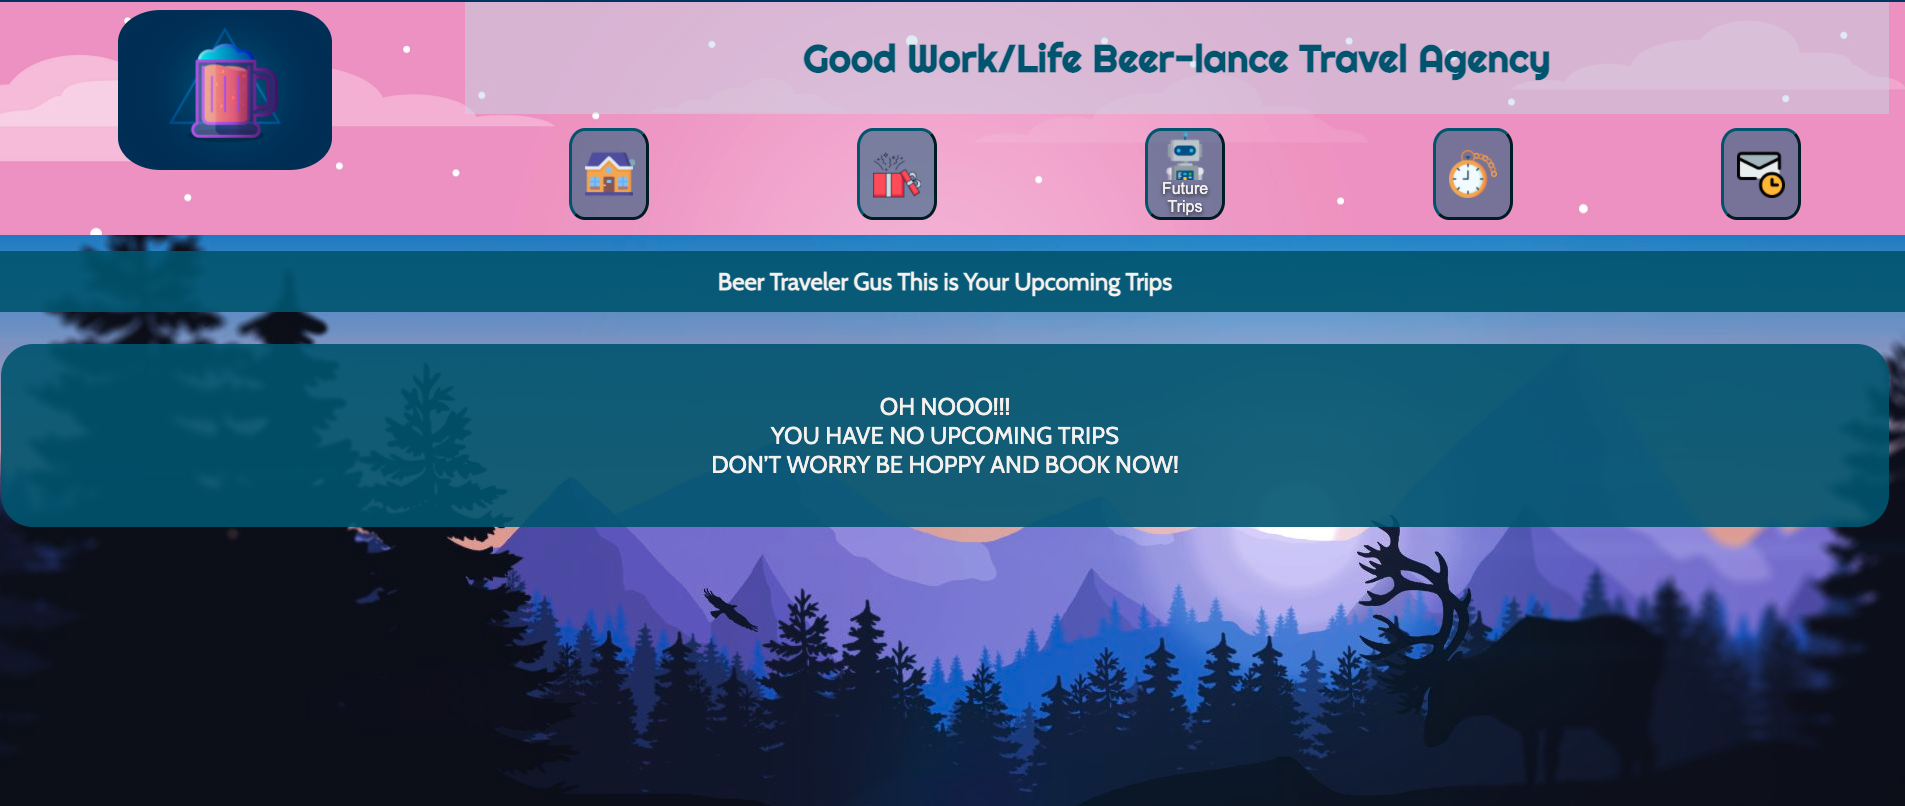 Good Work/Life Beer-lance Travel Agency
Future
Trips
Beer Traveler Gus This is Your Upcoming Trips
OH NOOO!!!
YOU HAVE NO UPCOMING TRIPS
DON'T WORRY BE HOPPY AND BOOK NOW!